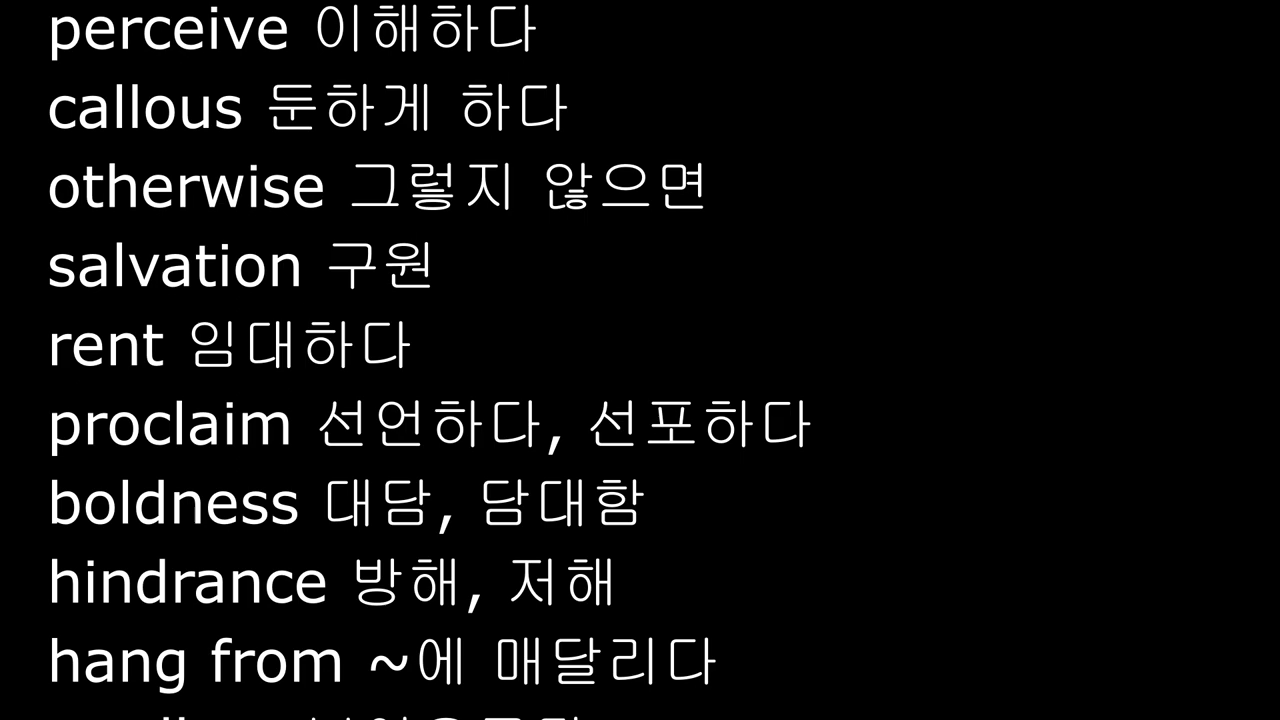 perceive 이해하다
callous 둔하게 하다
otherwise 그렇지 않으면
salvation 구원
rent 임대하다
proclaim 선언하다, 선포하다
boldness 대담, 담대함
hindrance 방해, 저해
hang from ~에 매달리다